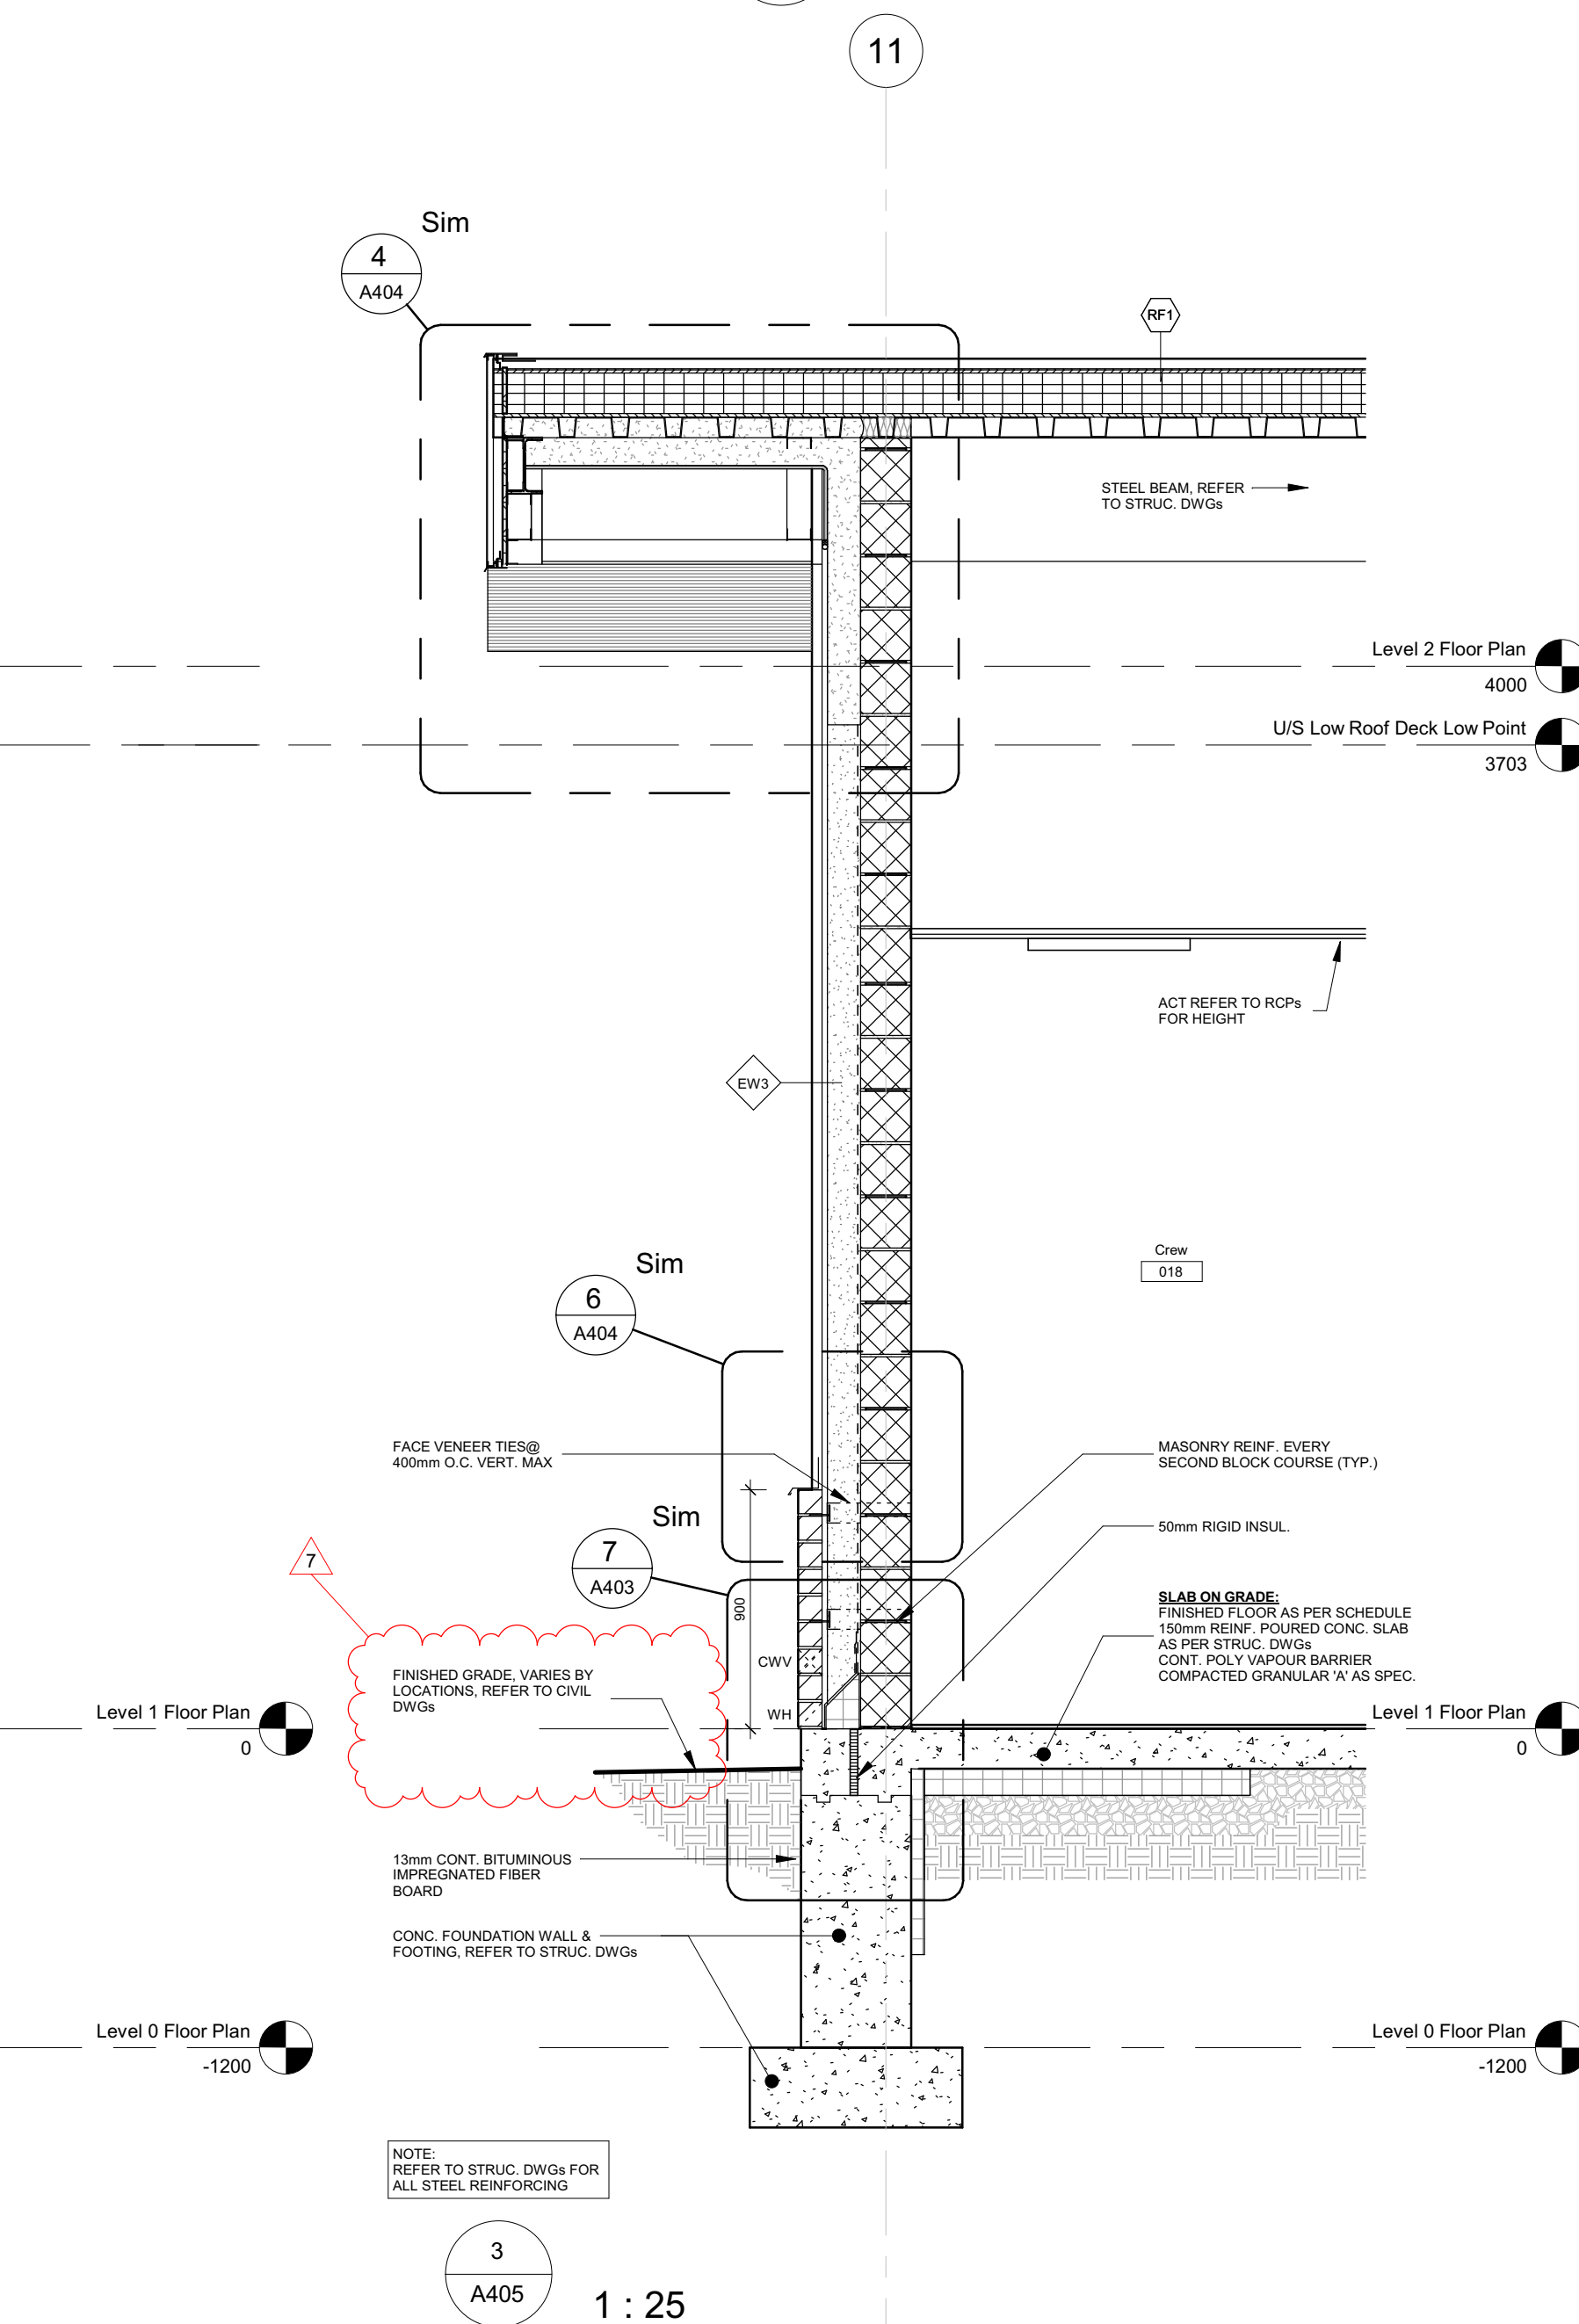 11
Sim
4
A404
RF1
STEEL BEAM, REFER
TO STRUC. DWGs
Level 2 Floor Plan
4000
U/S Low Roof Deck Low Point
3703
ACT REFER TO RCPs
FOR HEIGHT
EW3
Crew
018
Sim
6
A404
FACE VENEER TIES@
400mm O.C. VERT. MAX
MASONRY REINF. EVERY
SECOND BLOCK COURSE (TYP.)
Sim
7
A403
50mm RIGID INSUL.
7
900
SLAB ON GRADE:
FINISHED FLOOR AS PER SCHEDULE
150mm REINF. POURED CONC. SLAB
AS PER STRUC. DWGs
CONT. POLY VAPOUR BARRIER
COMPACTED GRANULAR 'A' AS SPEC.
CWV
FINISHED GRADE, VARIES BY
LOCATIONS, REFER TO CIVIL
DWGs
WH
Level 1 Floor Plan
0
Level 1 Floor Plan
0
13mm CONT. BITUMINOUS
IMPREGNATED FIBER
BOARD
CONC. FOUNDATION WALL &
FOOTING, REFER TO STRUC. DWGs
Level 0 Floor Plan
-1200
Level 0 Floor Plan
-1200
NOTE:
REFER TO STRUC. DWGs FOR
ALL STEEL REINFORCING
3
A405
1 : 25